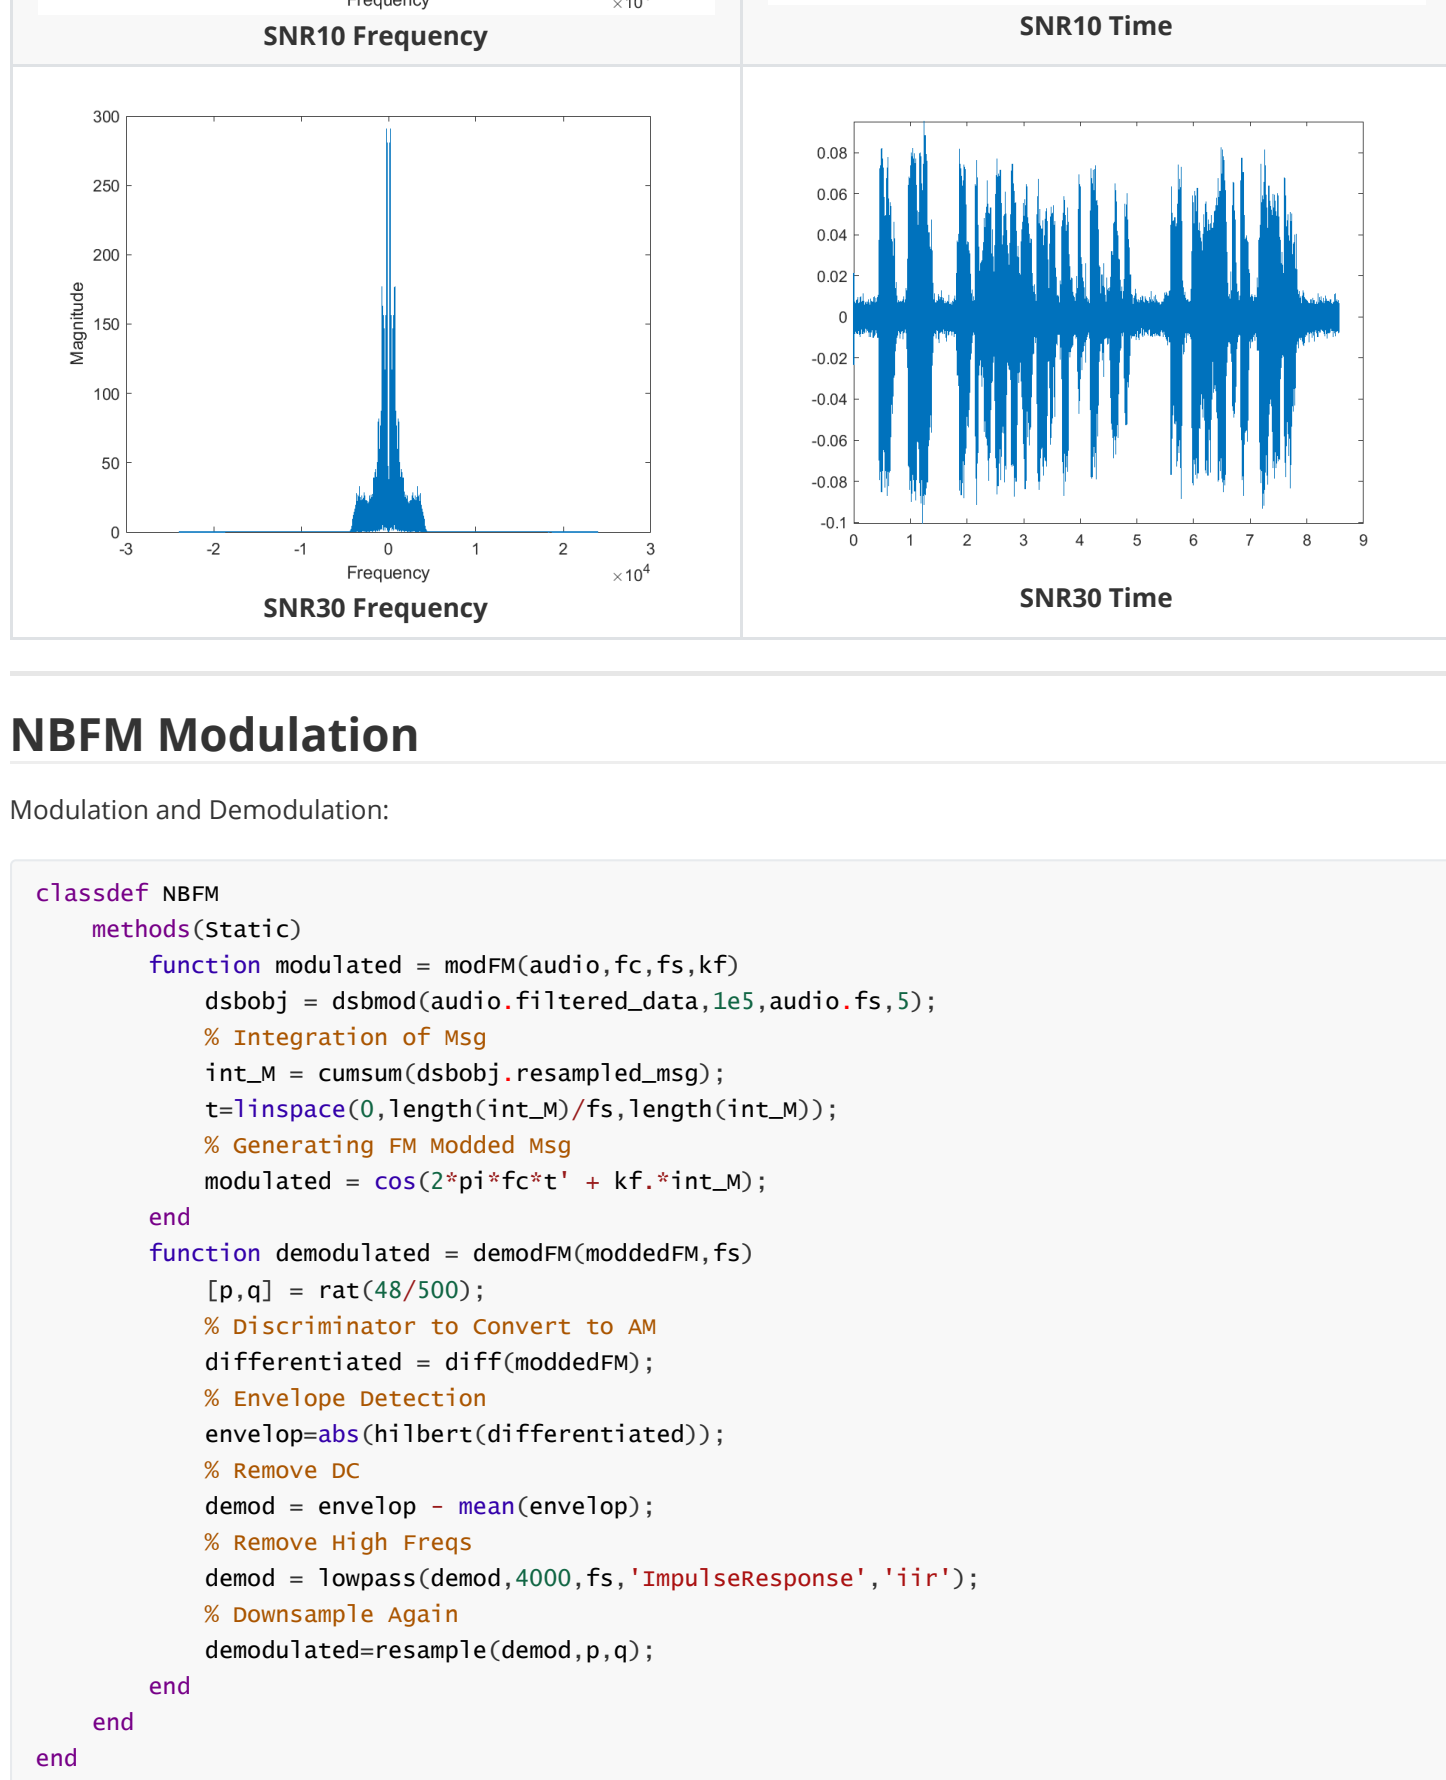 Frequency
×10
SNR10 Frequency
SNR10 Time
300
250
200
150
100
50
0
Magnitude
-3 -2 -1 0 1 2 3
Frequency
×10^4
SNR30 Frequency
0.08
0.06
0.04
0.02
0
-0.02
-0.04
-0.06
-0.08
-0.1
0 1 2 3 4 5 6 7 8 9
SNR30 Time
NBFM Modulation
Modulation and Demodulation:
classdef NBFM
    methods(Static)
        function modulated = modFM(audio,fc,fs,kf)
            dsbobj = dsbmod(audio.filtered_data,1e5,audio.fs,5);
            % Integration of Msg
            int_M = cumsum(dsbobj.resampled_msg);
            t=linspace(0,length(int_M)/fs,length(int_M));
            % Generating FM Modded Msg
            modulated = cos(2*pi*fc*t' + kf.*int_M);
        end
        function demodulated = demodFM(moddedFM,fs)
            [p,q] = rat(48/500);
            % Discriminator to Convert to AM
            differentiated = diff(moddedFM);
            % Envelope Detection
            envelop=abs(hilbert(differentiated));
            % Remove DC
            demod = envelop - mean(envelop);
            % Remove High Freqs
            demod = lowpass(demod,4000,fs,'ImpulseResponse','iir');
            % Downsample Again
            demodulated=resample(demod,p,q);
        end
    end
end